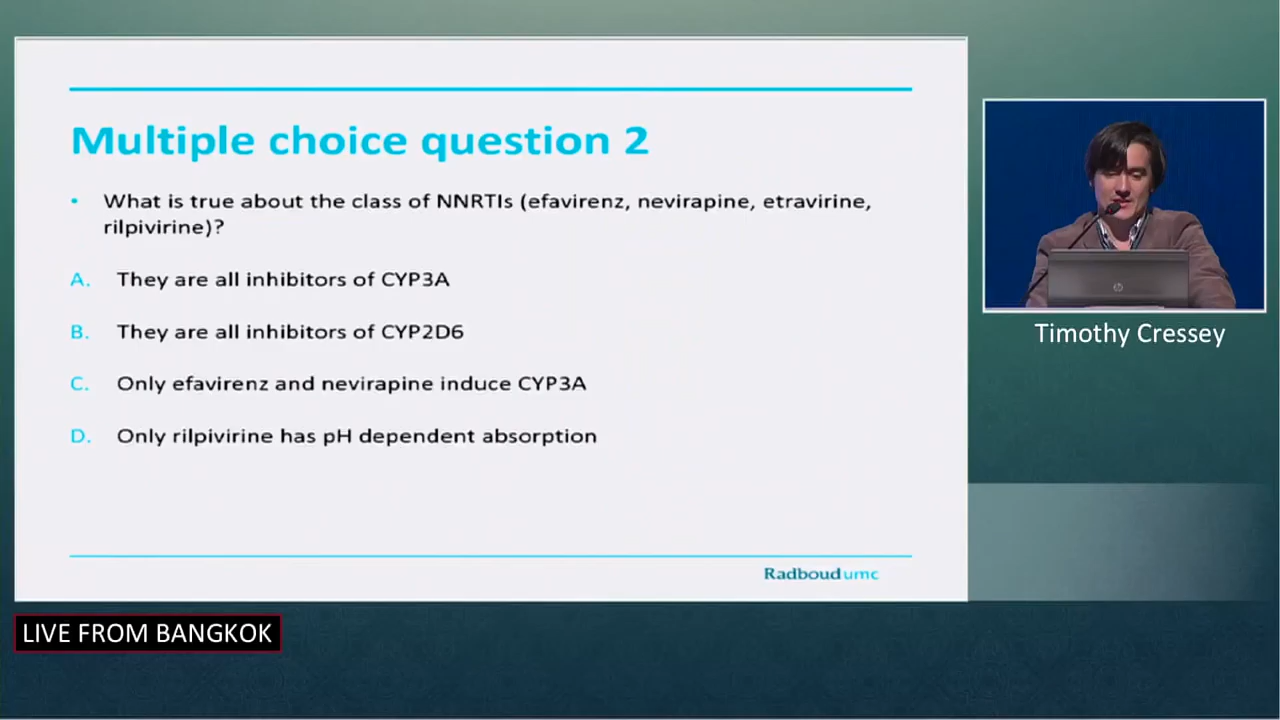 Multiple choice question 2
• What is true about the class of NNRTIs (efavirenz, nevirapine, etravirine,
rilpivirine)?
A. They are all inhibitors of CYP3A
B. They are all inhibitors of CYP2D6
C. Only efavirenz and nevirapine induce CYP3A
D. Only rilpivirine has pH dependent absorption
Radboudumc
hp
Timothy Cressey
LIVE FROM BANGKOK